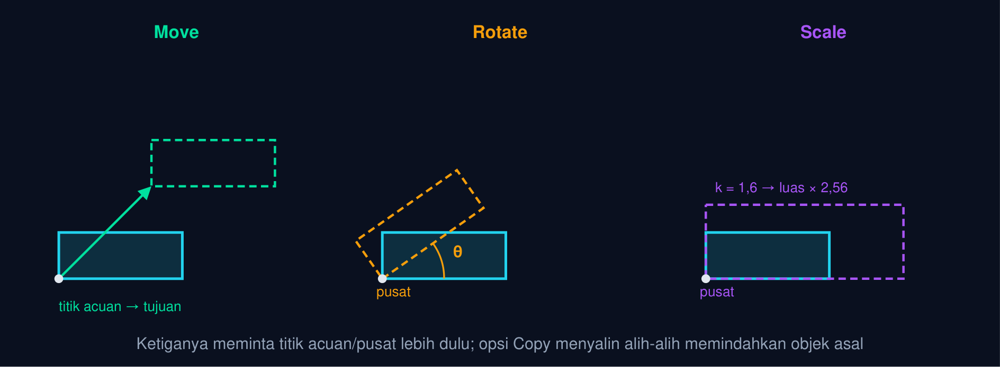 Move
Rotate
Scale
k = 1,6 → luas × 2,56
θ
pusat
pusat
titik acuan → tujuan
Ketiganya meminta titik acuan/pusat lebih dulu; opsi Copy menyalin alih-alih memindahkan objek asal